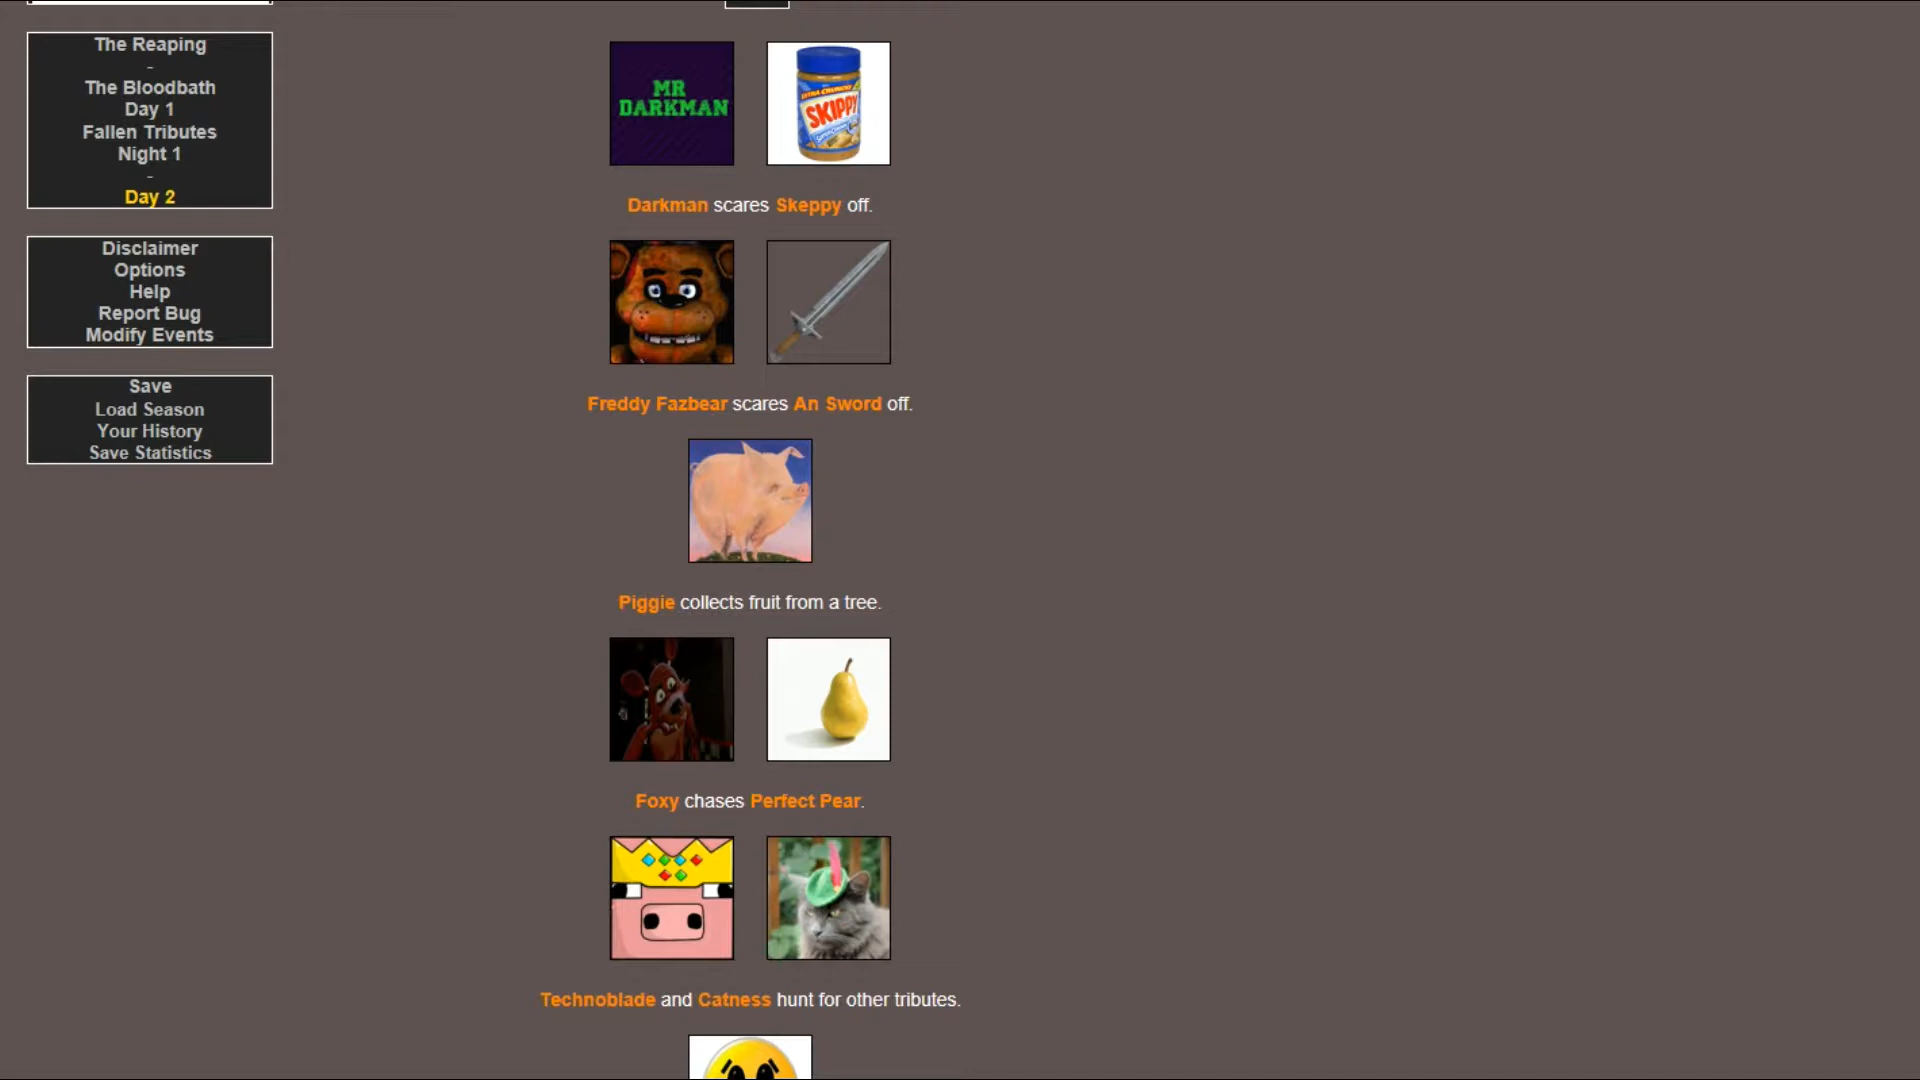 The Reaping
-
The Bloodbath
Day 1
Fallen Tributes
Night 1
-
Day 2
Disclaimer
Options
Help
Report Bug
Modify Events
Save
Load Season
Your History
Save Statistics
MR
DARKMAN
EXTRA CRUNCHY
SKIPPY
Darkman scares Skeppy off.
Freddy Fazbear scares An Sword off.
Piggie collects fruit from a tree.
Foxy chases Perfect Pear.
Technoblade and Catness hunt for other tributes.